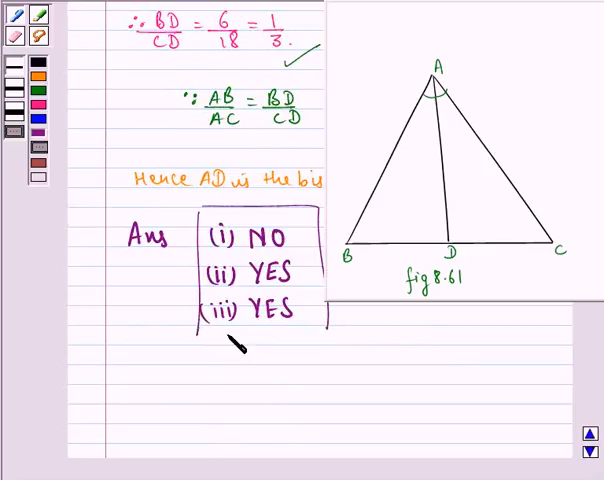 ∴ BD/CD = 6/18 = 1/3.
∵ AB/AC = BD/CD
Hence AD is the bis
Ans (i) NO
(ii) YES
(iii) YES
A
B D C
fig 8.61